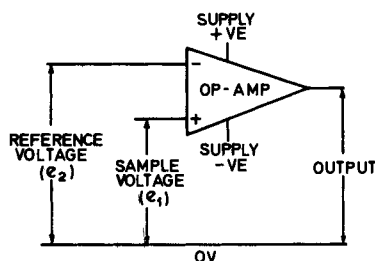 SUPPLY
+VE
−
OP-AMP
+
SUPPLY
−VE
REFERENCE
VOLTAGE
(e₂)
SAMPLE
VOLTAGE
(e₁)
OUTPUT
OV